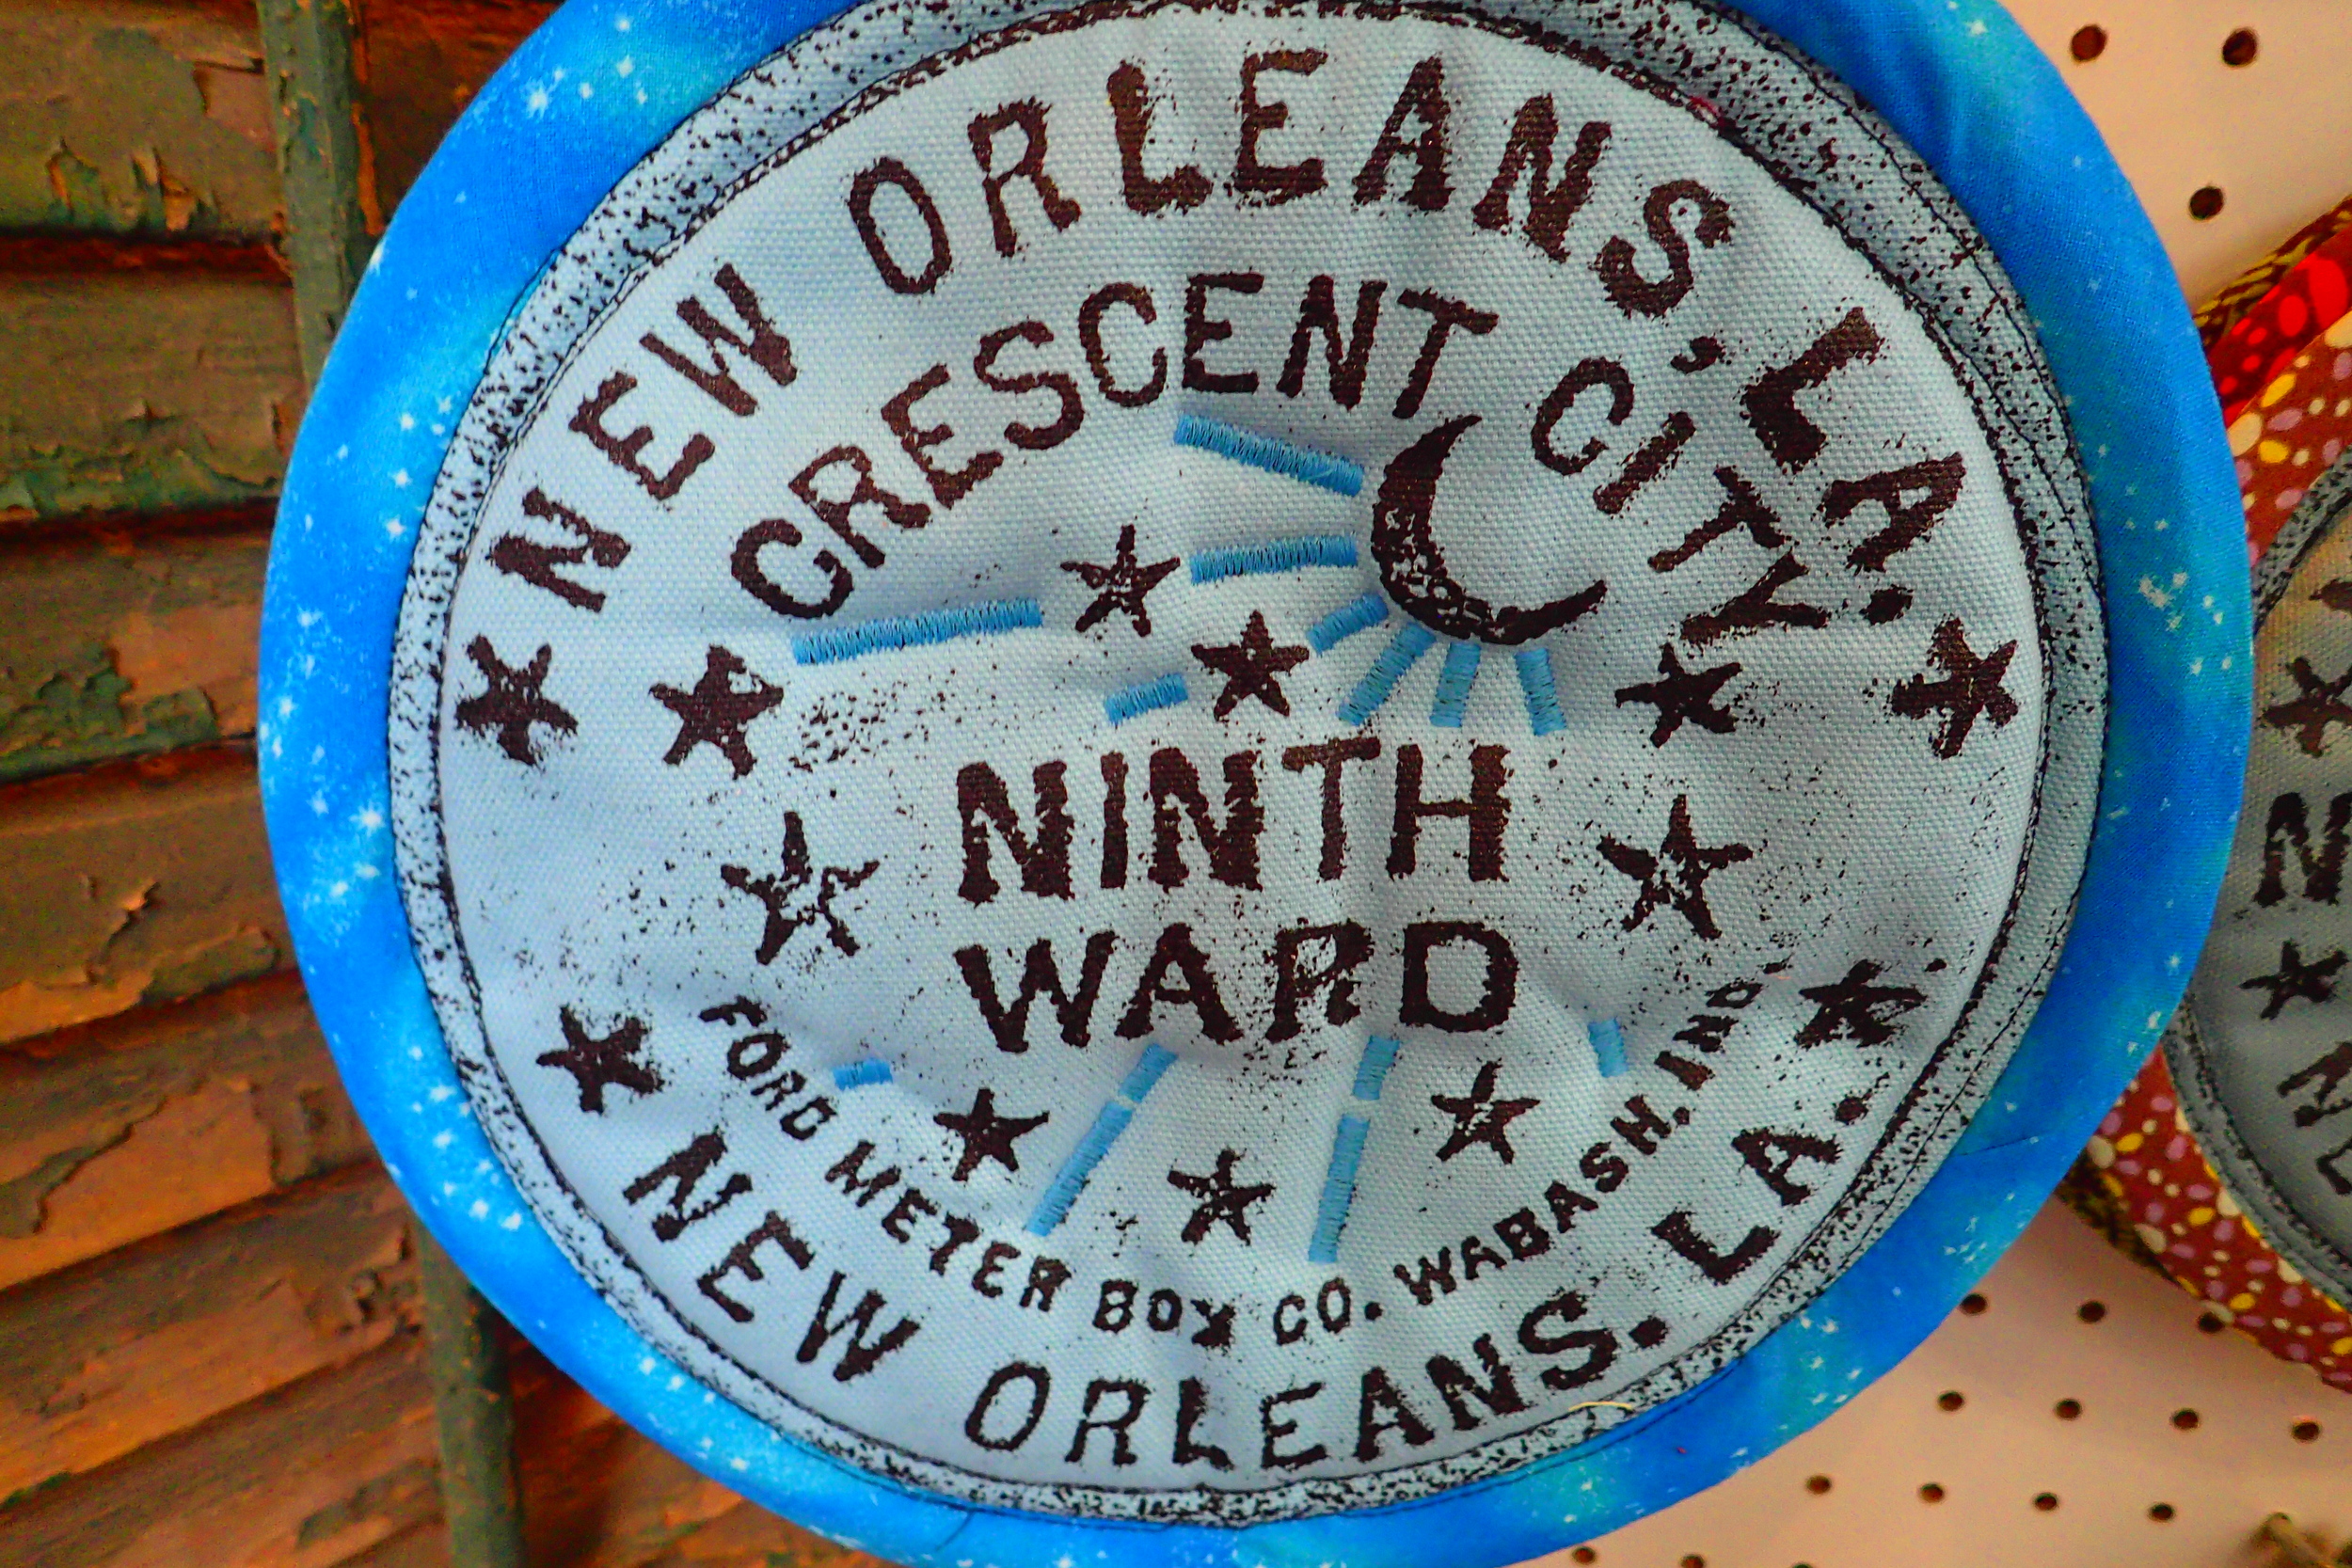 NEW ORLEANS, LA.
CRESCENT CITY
NINTH
WARD
FORD METER BOX CO. WABASH, IND
NEW ORLEANS. LA.